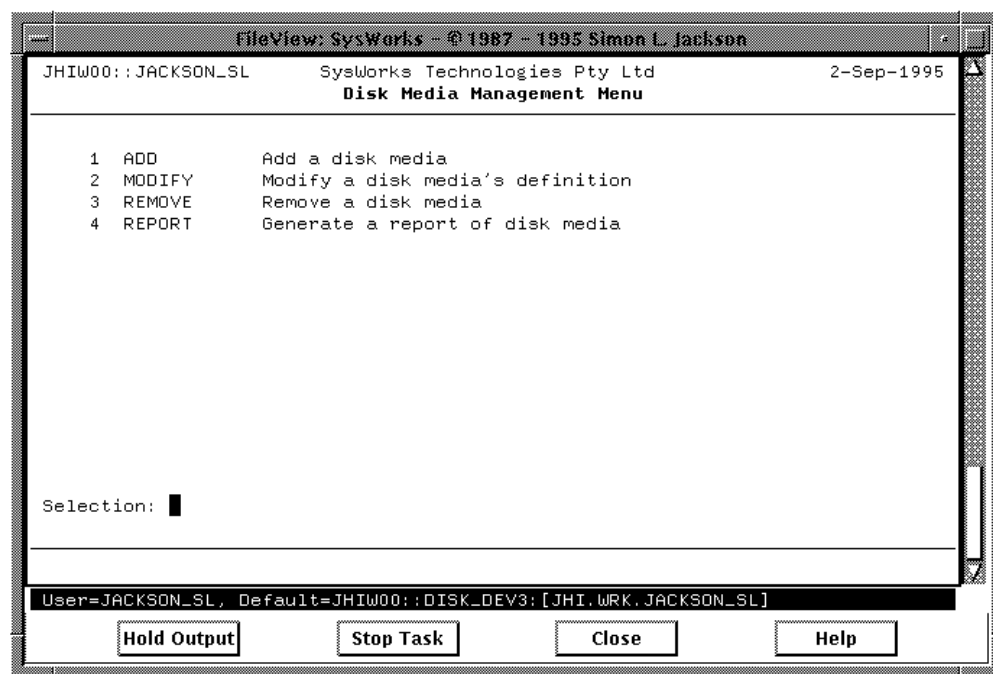 FileView: SysWorks - © 1987 - 1995 Simon L. Jackson
JHIW00::JACKSON_SL SysWorks Technologies Pty Ltd 2-Sep-1995
Disk Media Management Menu
1 ADD Add a disk media
2 MODIFY Modify a disk media's definition
3 REMOVE Remove a disk media
4 REPORT Generate a report of disk media
Selection:
User=JACKSON_SL, Default=JHIW00::DISK_DEV3:[JHI.WRK.JACKSON_SL]
Hold Output Stop Task Close Help